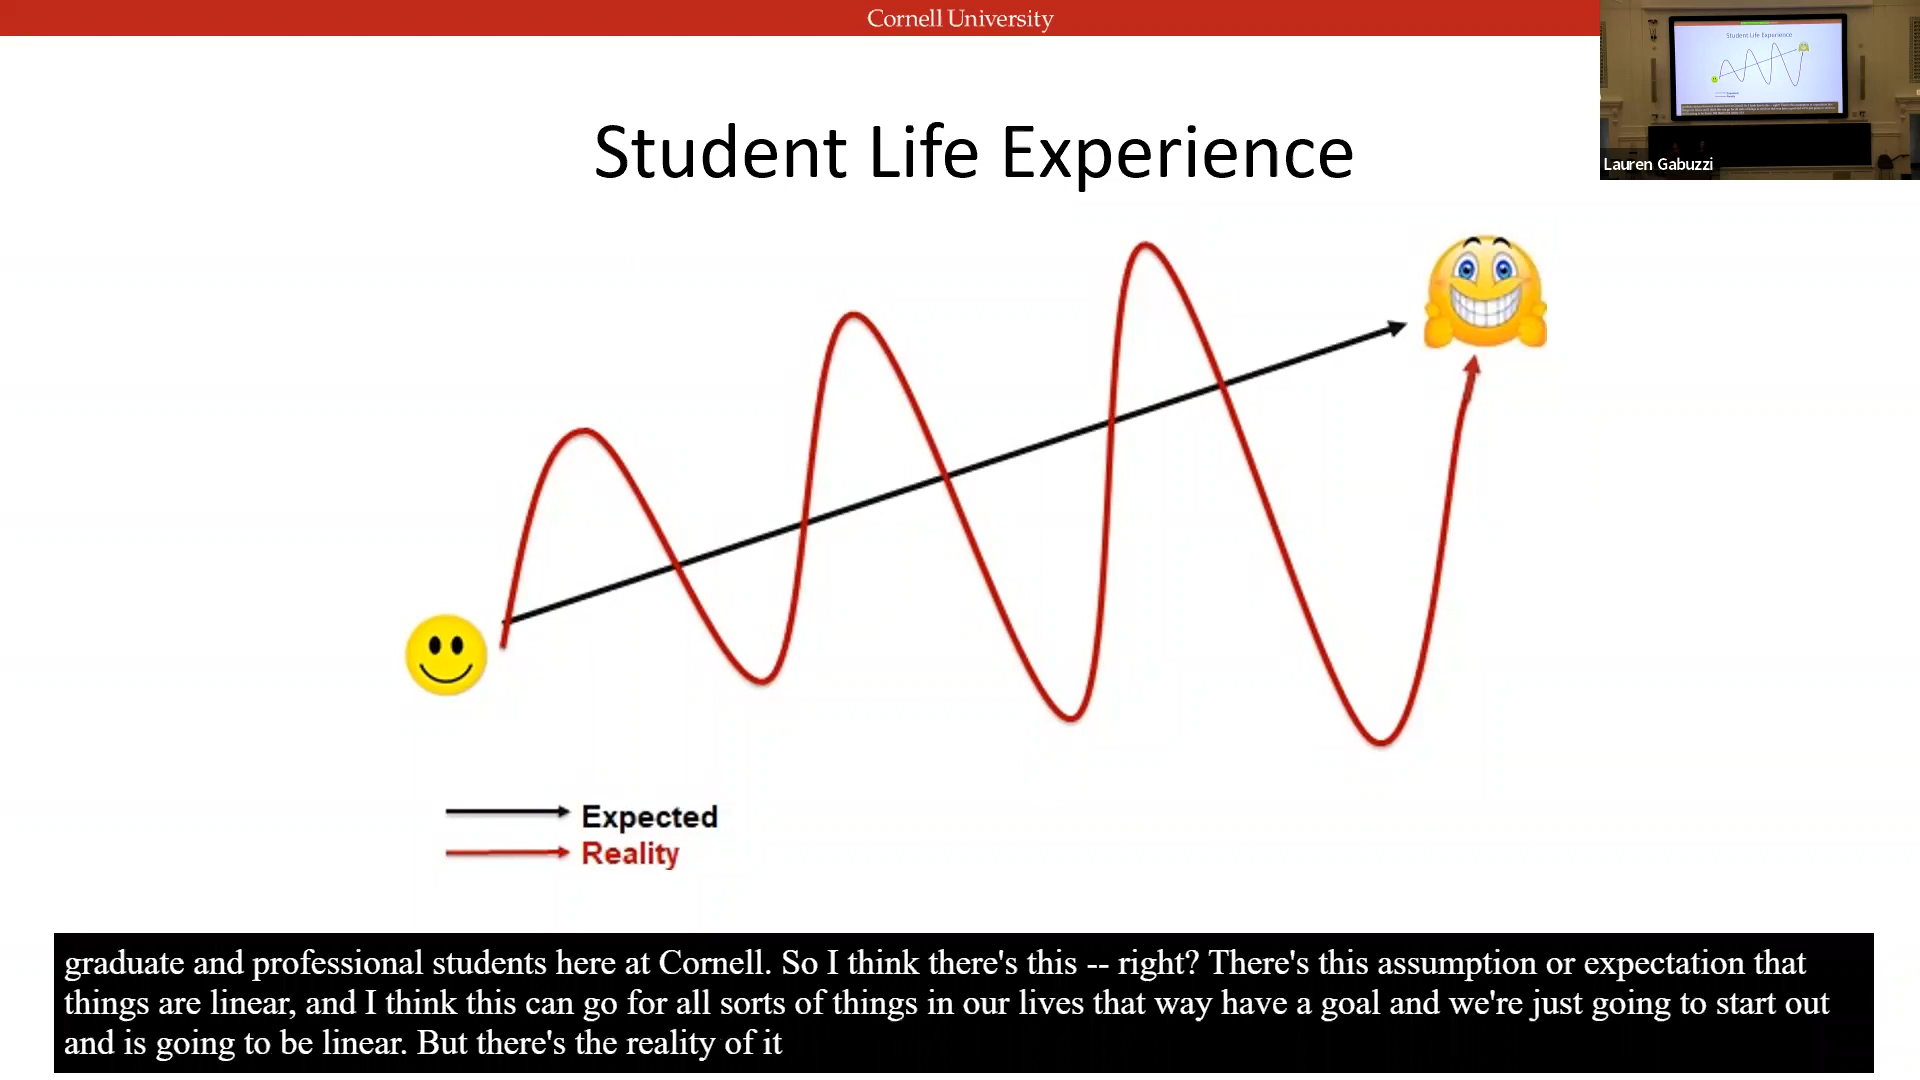 Cornell University
Student Life Experience
Student Life Experience
Lauren Gabuzzi
Expected
Reality
graduate and professional students here at Cornell. So I think there's this -- right? There's this assumption or expectation that
things are linear, and I think this can go for all sorts of things in our lives that way have a goal and we're just going to start out
and is going to be linear. But there's the reality of it